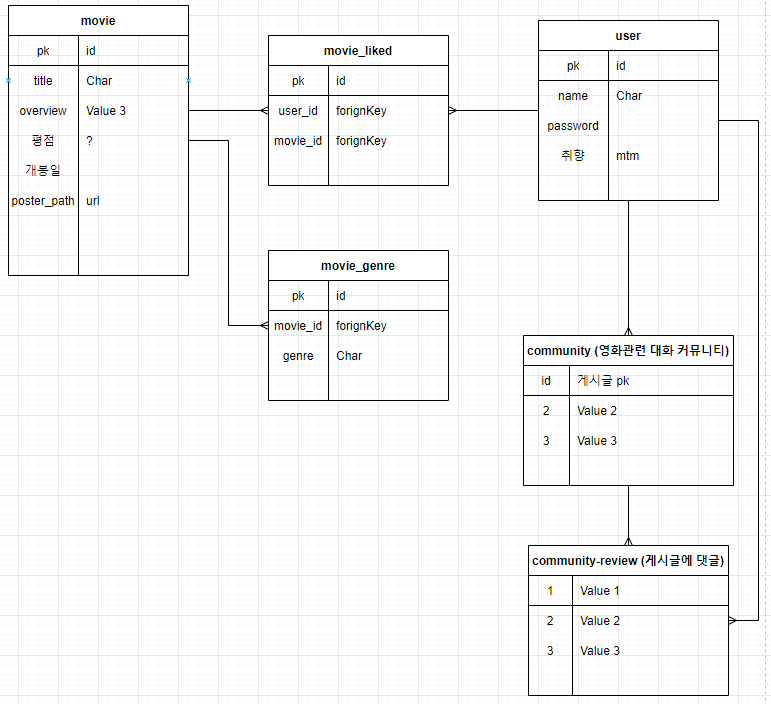 movie
pk id
title Char
overview Value 3
평점 ?
개봉일
poster_path url
movie_liked
pk id
user_id forignKey
movie_id forignKey
user
pk id
name Char
password
취향 mtm
movie_genre
pk id
movie_id forignKey
genre Char
community (영화관련 대화 커뮤니티)
id 게시글 pk
2 Value 2
3 Value 3
community-review (게시글에 댓글)
1 Value 1
2 Value 2
3 Value 3